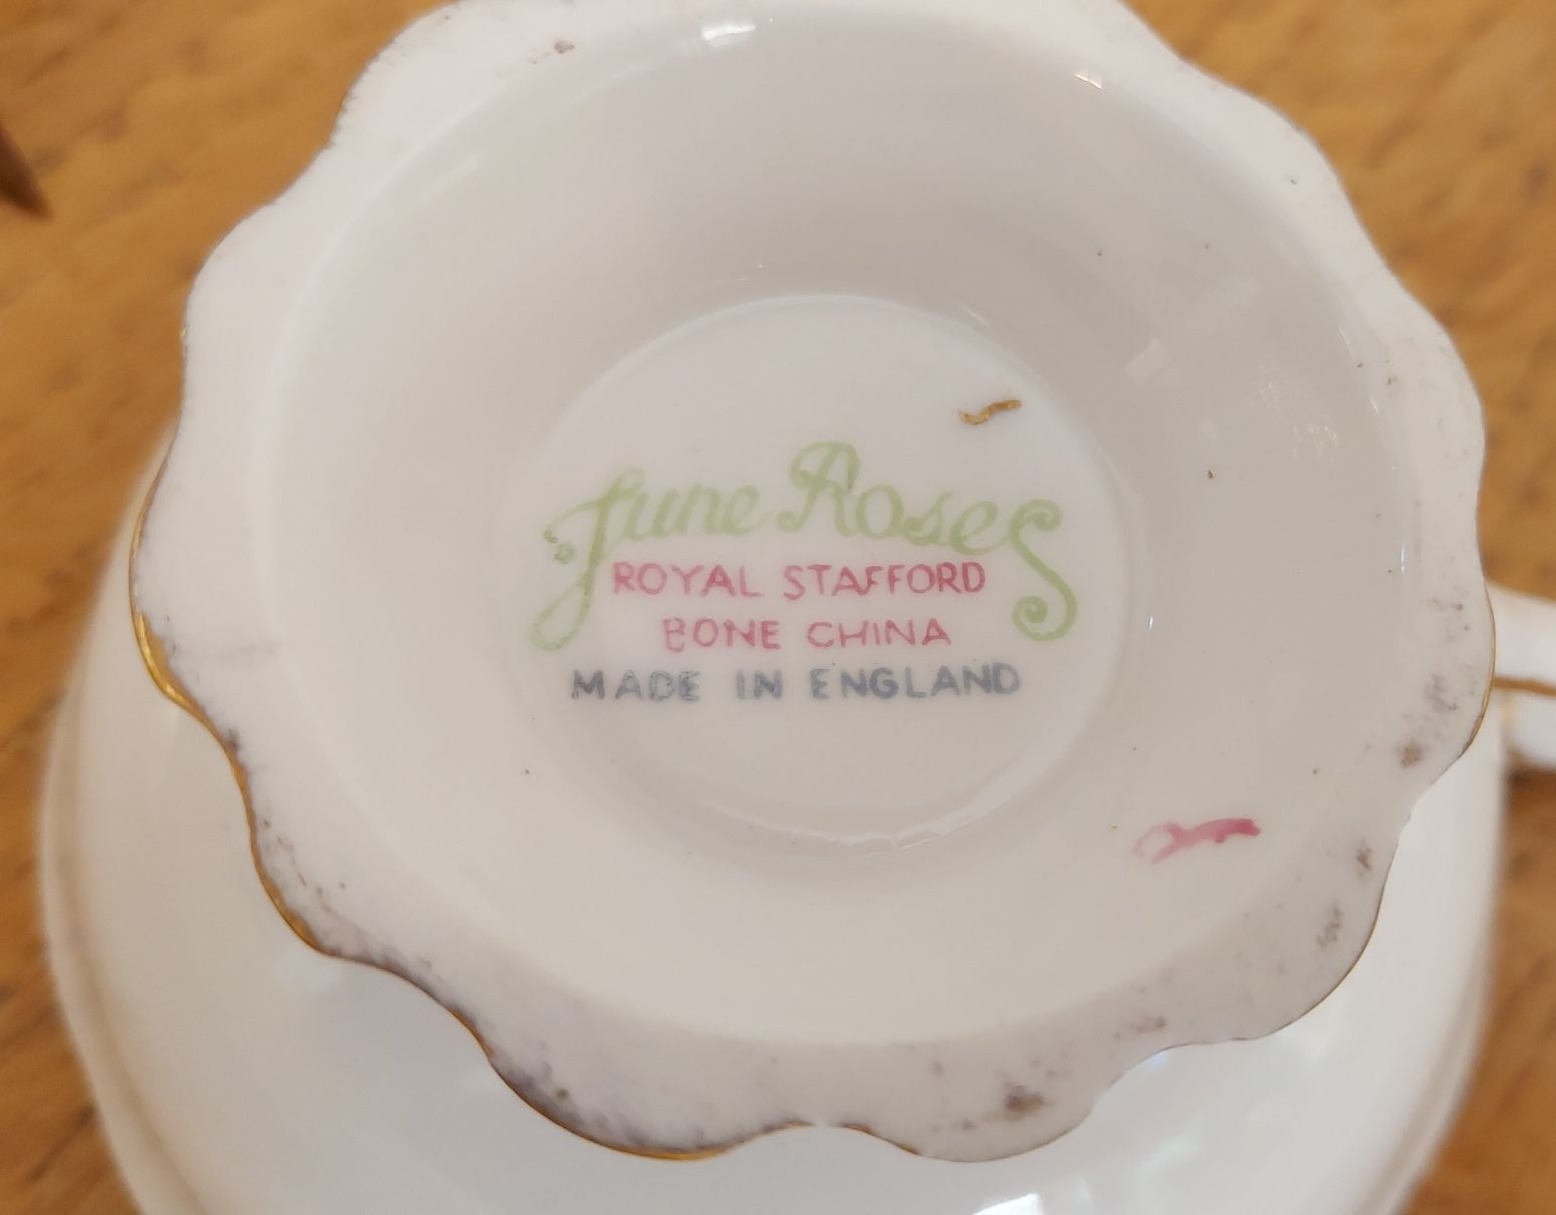 June Roses
ROYAL STAFFORD
BONE CHINA
MADE IN ENGLAND